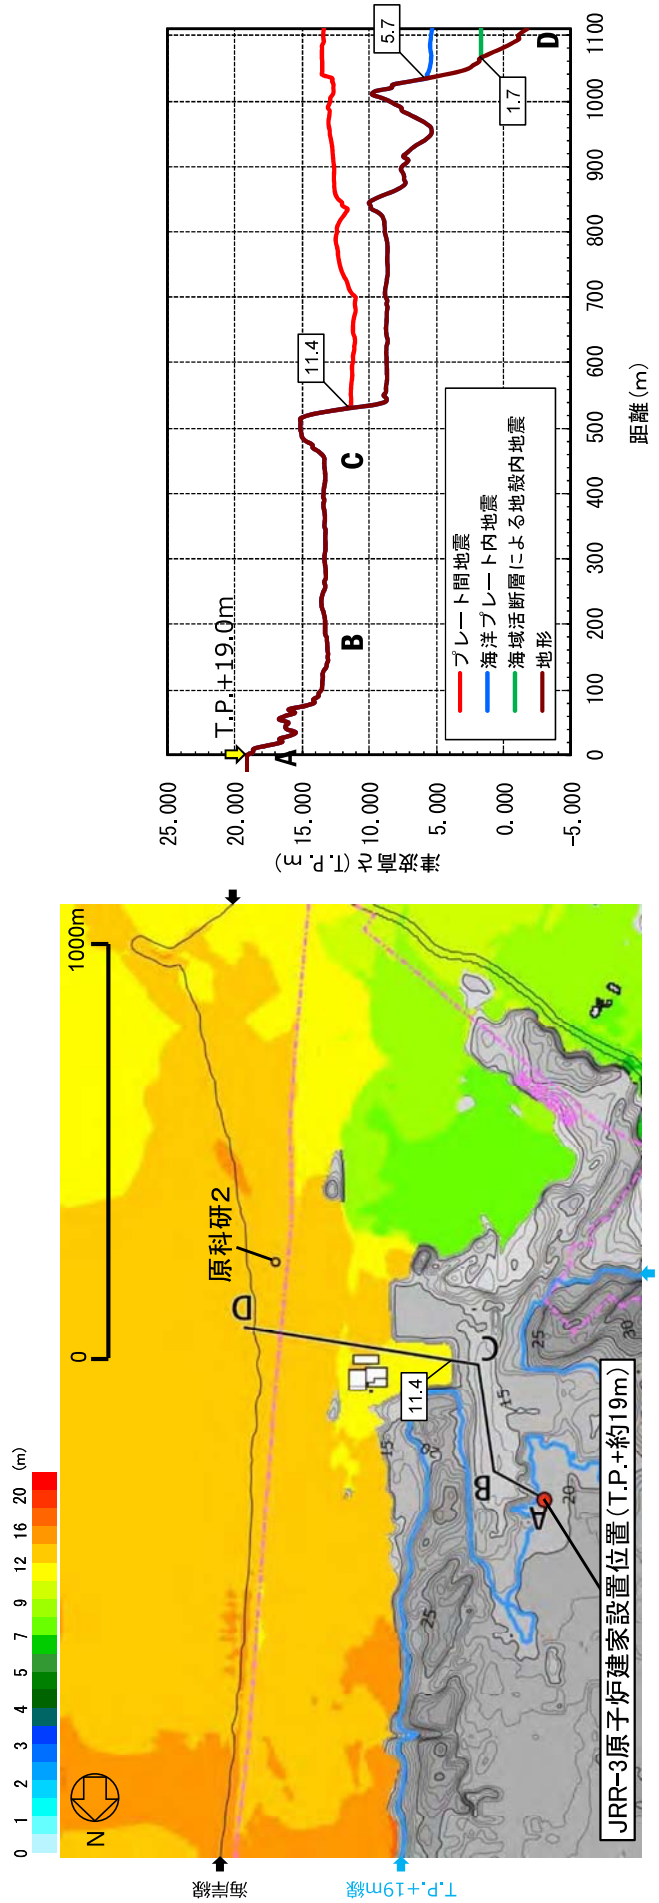 0 1 2 3 4 5 7 9 12 16 20 (m)
N
0 1000m
原科研2
D
11.4
C
B
A
15
20
25
15
20
25
30
JRR-3原子炉建家設置位置(T.P.+約19m)
海岸線
T.P.+19m線
津波高さ(T.P. m)
25.000
20.000
15.000
10.000
5.000
0.000
-5.000
T.P.+19.0m
A
B
C
D
11.4
5.7
1.7
プレート間地震
海洋プレート内地震
海域活断層による地殻内地震
地形
0 100 200 300 400 500 600 700 800 900 1000 1100
距離(m)